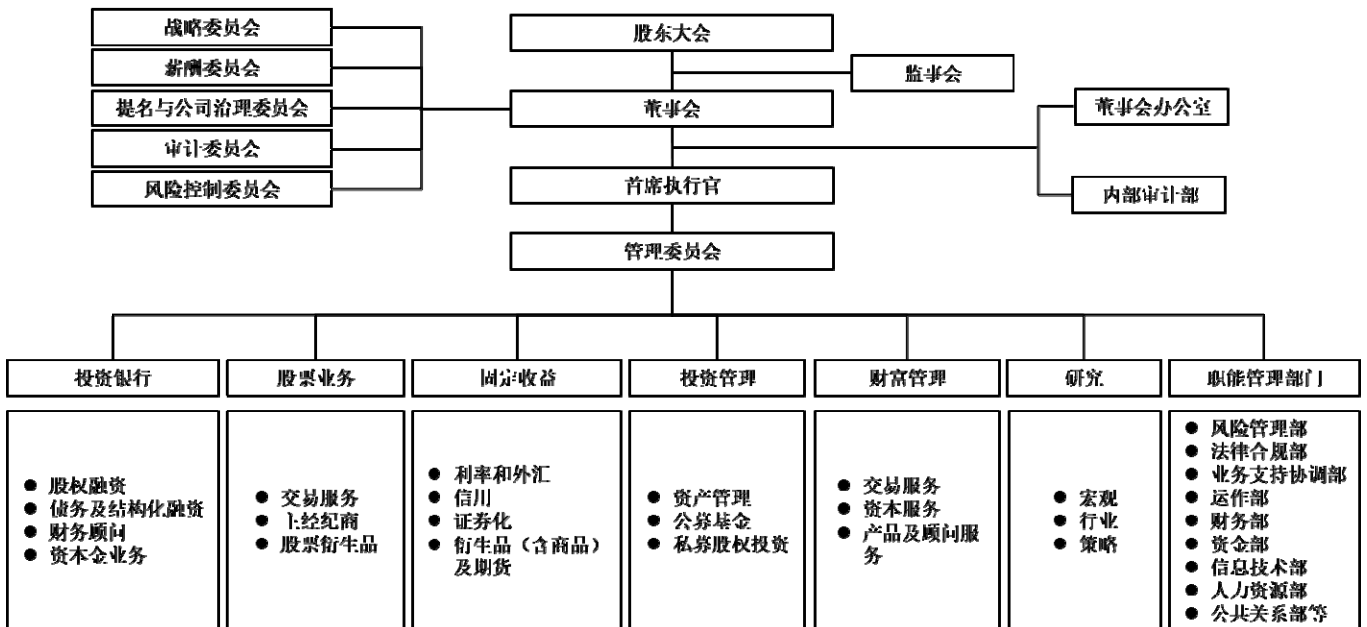 战略委员会
薪酬委员会
提名与公司治理委员会
审计委员会
风险控制委员会
股东大会
监事会
董事会
董事会办公室
首席执行官
内部审计部
管理委员会
投资银行
股票业务
固定收益
投资管理
财富管理
研究
职能管理部门
● 股权融资
● 债务及结构化融资
● 财务顾问
● 资本金业务
● 交易服务
● 主经纪商
● 股票衍生品
● 利率和外汇
● 信用
● 证券化
● 衍生品（含商品）
及期货
● 资产管理
● 公募基金
● 私募股权投资
● 交易服务
● 资本服务
● 产品及顾问服
务
● 宏观
● 行业
● 策略
● 风险管理部
● 法律合规部
● 业务支持协调部
● 运作部
● 财务部
● 资金部
● 信息技术部
● 人力资源部
● 公共关系部等